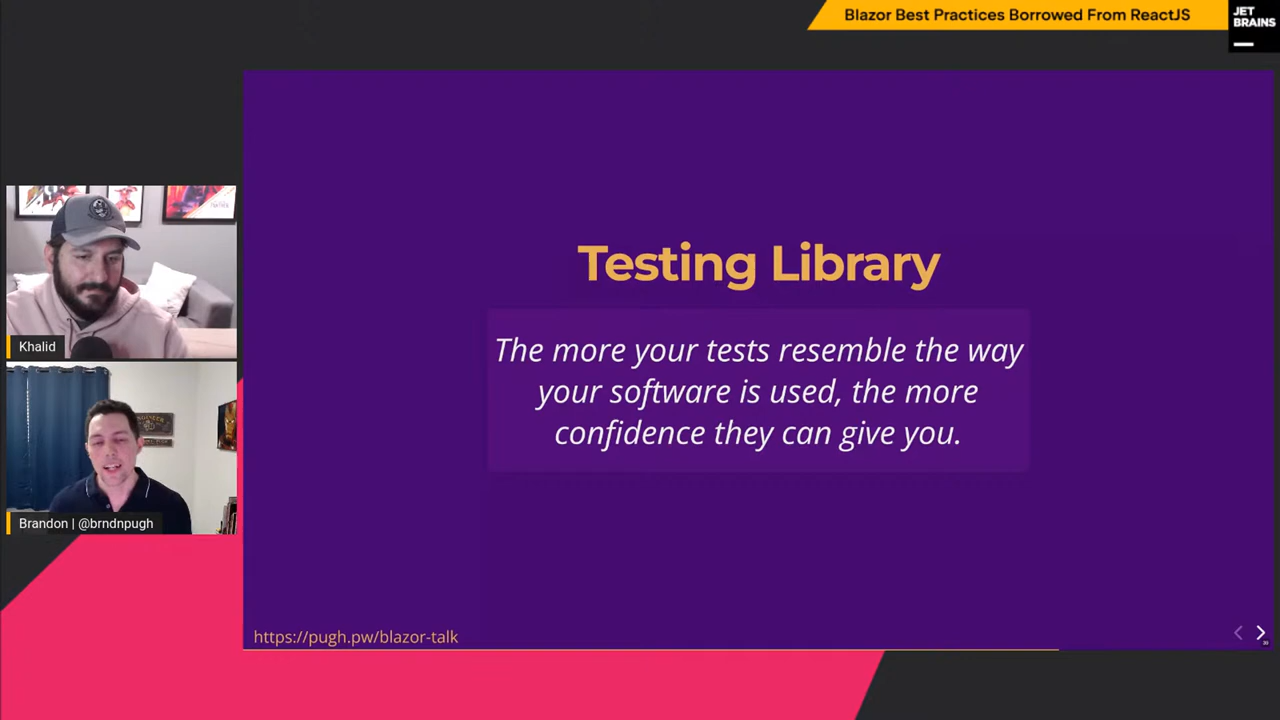 Blazor Best Practices Borrowed From ReactJS
JET
BRAINS
Testing Library
The more your tests resemble the way
your software is used, the more
confidence they can give you.
Khalid
Brandon | @brndnpugh
https://pugh.pw/blazor-talk